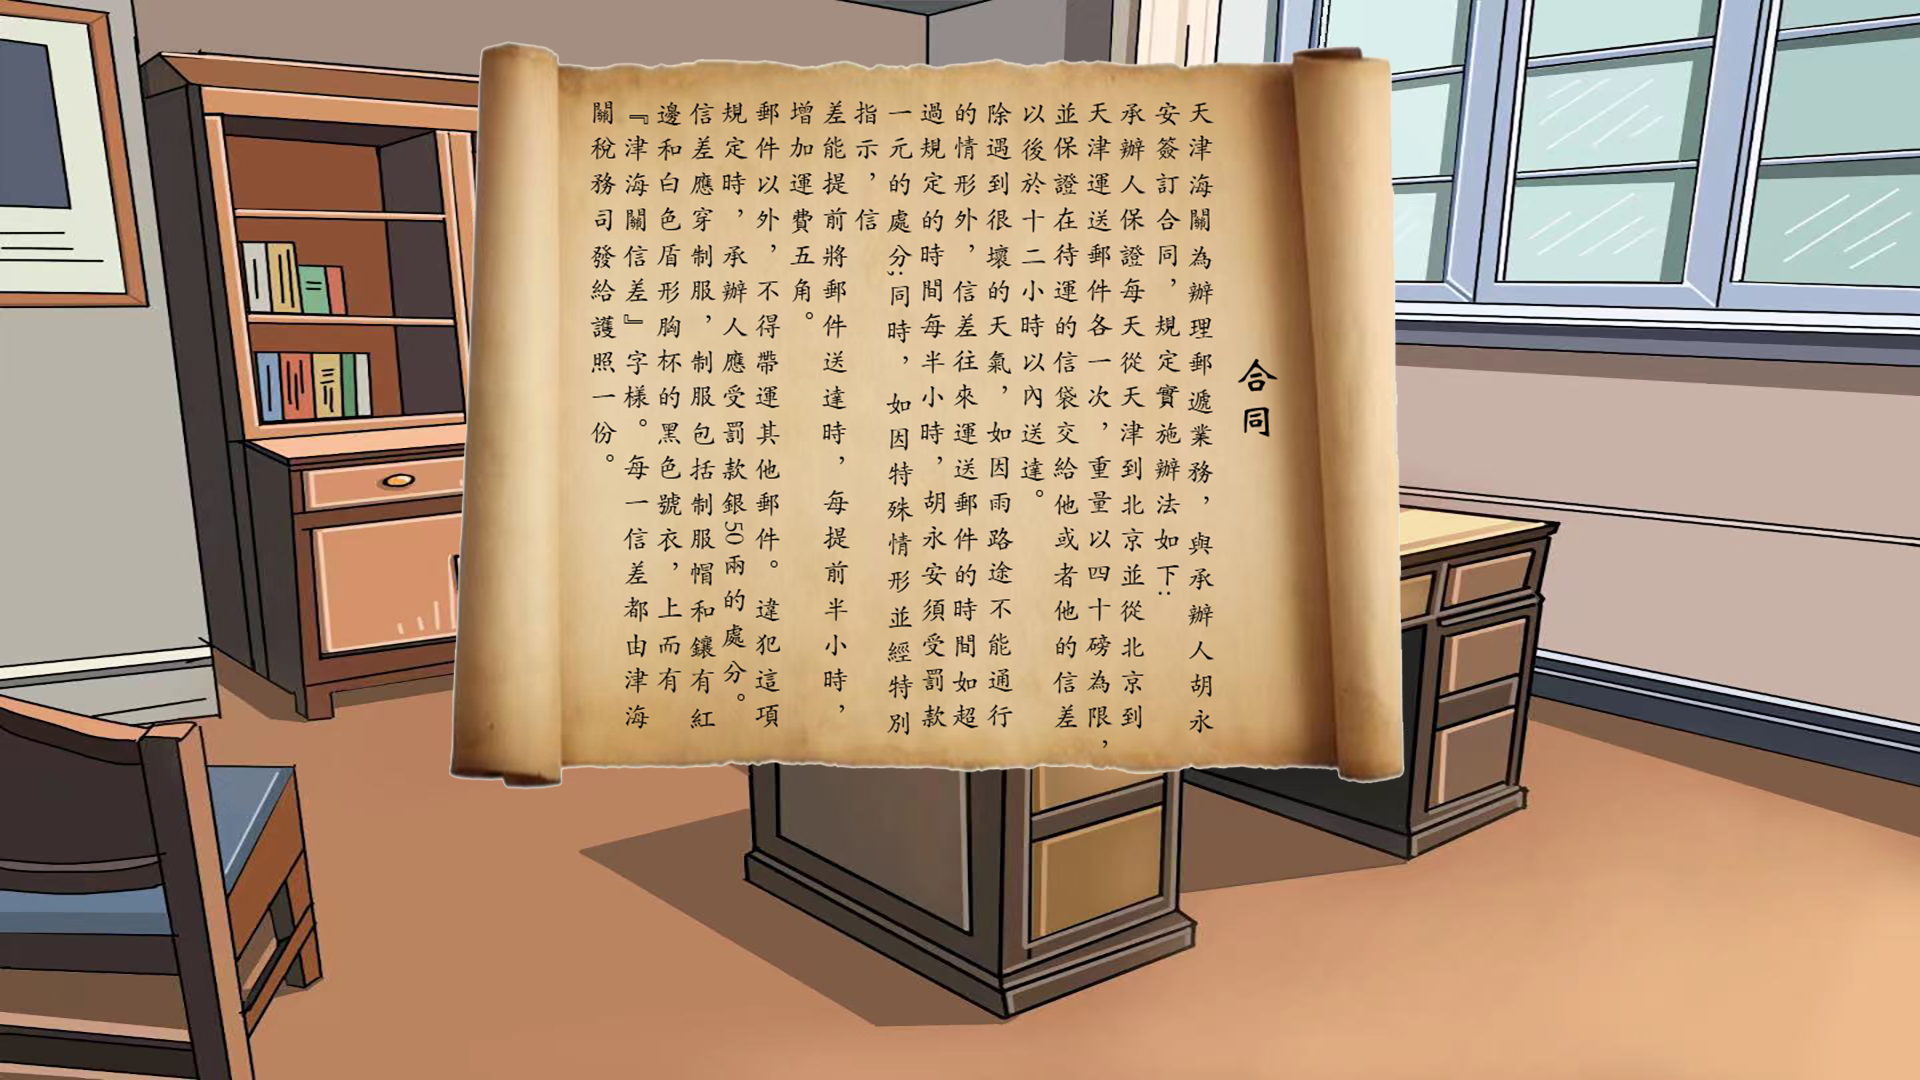 合同
天津海關為辦理郵遞業務，與承辦人胡永
安簽訂合同，規定實施辦法如下：
承辦人保證每天從天津到北京並從北京到
天津運送郵件各一次，重量以四十磅為限，
並保證在待運的信袋交給他或者他的信差
以後於十二小時以內送達。
除遇到很壞的天氣，如因雨路途不能通行
的情形外，信差往來運送郵件的時間如超
過規定的時間每半小時，胡永安須受罰款
一元的處分；同時，如因特殊情形並經特別
指示，信
差能提前將郵件送達時，每提前半小時，
增加運費五角。
郵件以外，不得帶運其他郵件。違犯這項
規定時，承辦人應受罰款銀50兩的處分。
信差應穿制服，制服包括制服帽和鑲有紅
邊和白色盾形胸杯的黑色號衣，上而有
『津海關信差』字樣。每一信差都由津海
關稅務司發給護照一份。